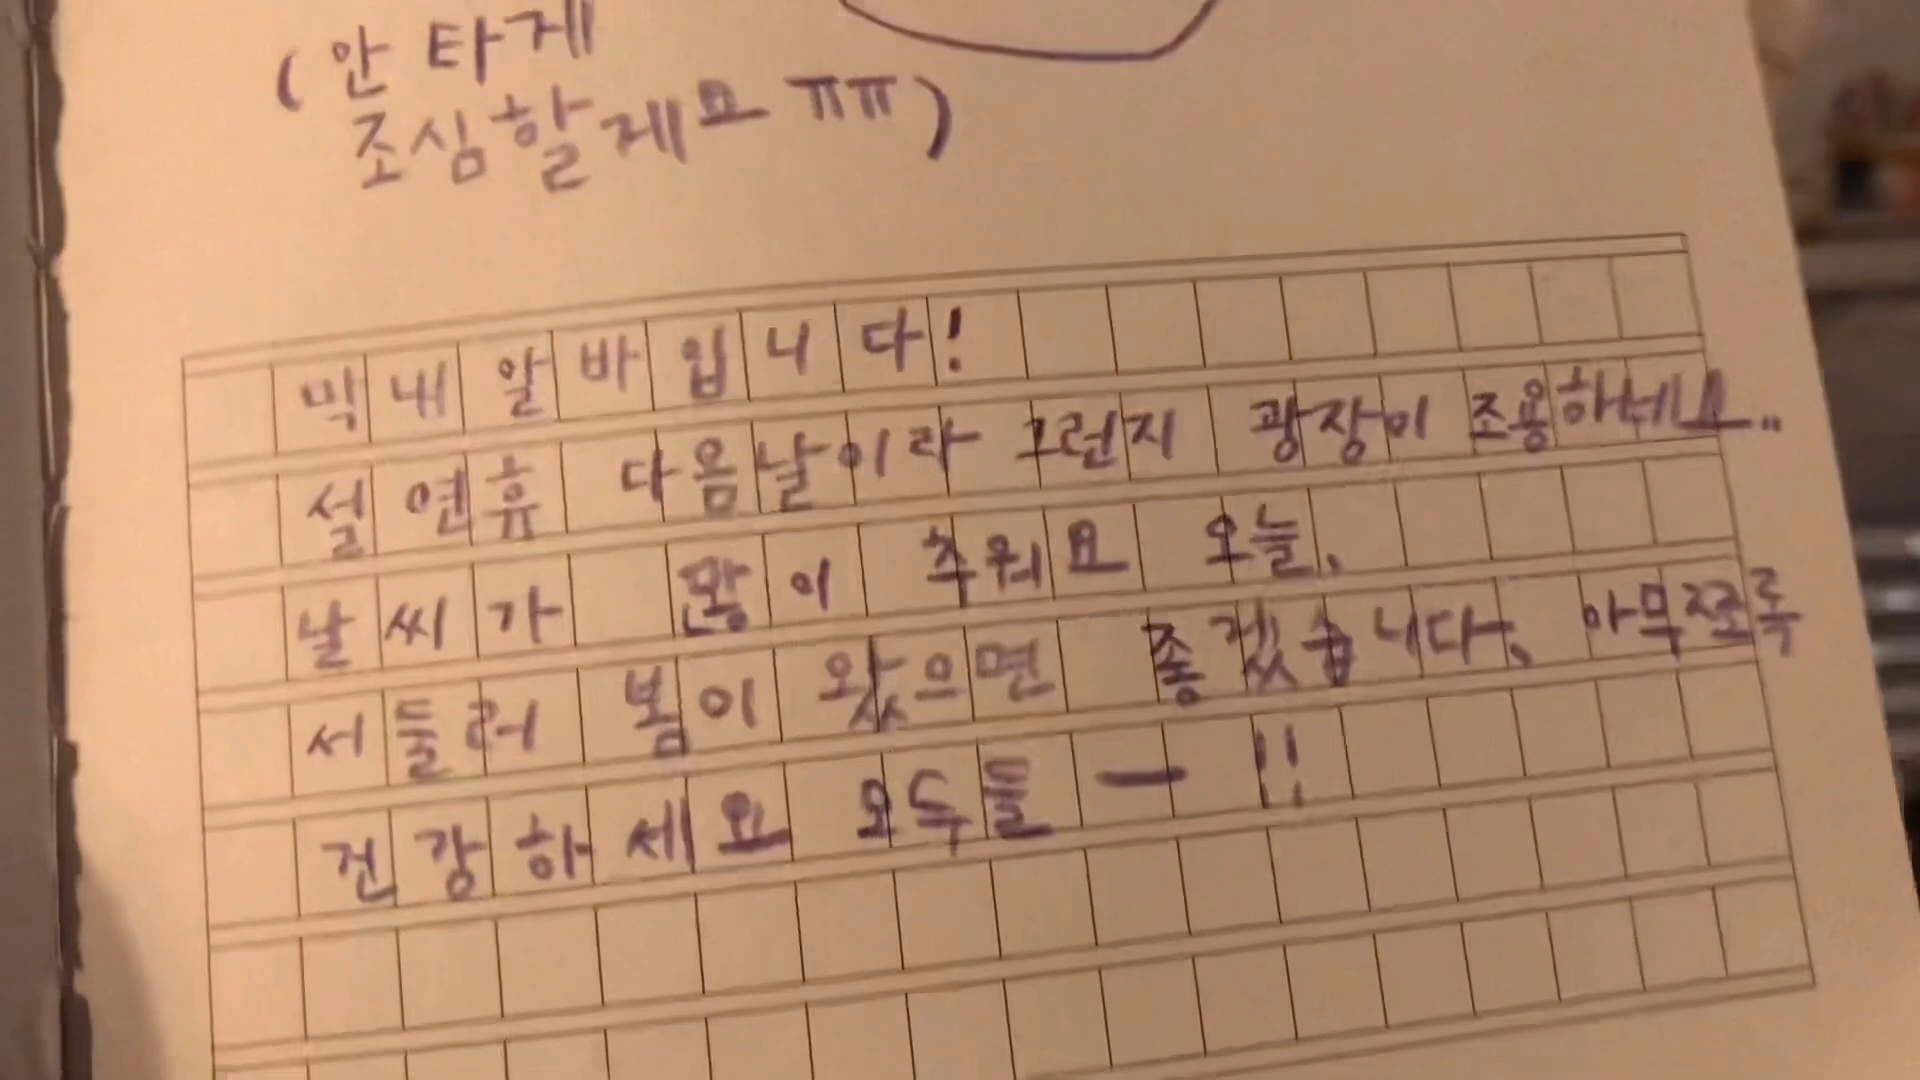 (안 타게
조심할게요 ㅠㅠ)
막내알바입니다!
설연휴 다음날이라 그런지 광장이 조용하네요..
날씨가 많이 추워요 오늘.
서둘러 봄이 왔으면 좋겠습니다. 아무쪼록
건강하세요 모두들ー!!